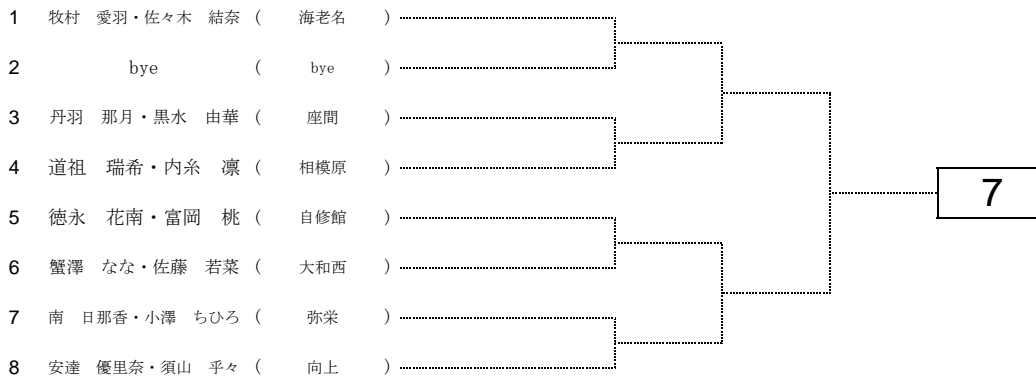 1 牧村 愛羽・佐々木 結奈 ( 海老名 )
2 bye ( bye )
3 丹羽 那月・黒水 由華 ( 座間 )
4 道祖 瑞希・内糸 凛 ( 相模原 )
5 徳永 花南・富岡 桃 ( 自修館 )
6 蟹澤 なな・佐藤 若菜 ( 大和西 )
7 南 日那香・小澤 ちひろ ( 弥栄 )
8 安達 優里奈・須山 乎々 ( 向上 )
7